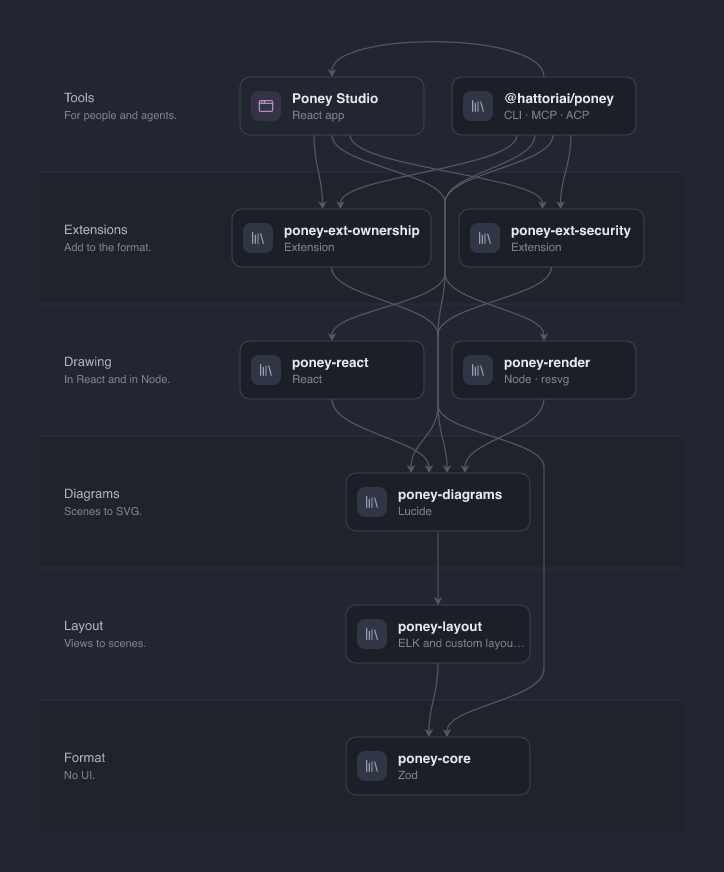 Tools
For people and agents.
Poney Studio
React app
@hattoriai/poney
CLI · MCP · ACP
Extensions
Add to the format.
poney-ext-ownership
Extension
poney-ext-security
Extension
Drawing
In React and in Node.
poney-react
React
poney-render
Node · resvg
Diagrams
Scenes to SVG.
poney-diagrams
Lucide
Layout
Views to scenes.
poney-layout
ELK and custom layou…
Format
No UI.
poney-core
Zod